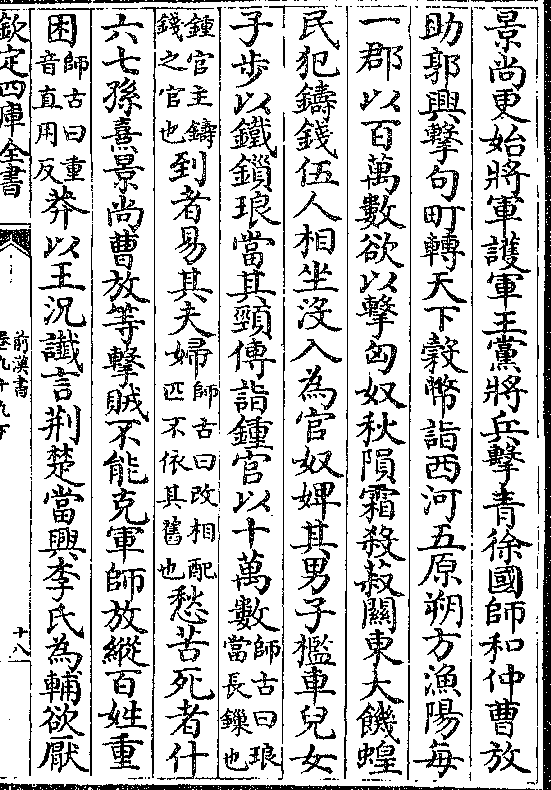 景尚更始將軍護軍王黨將兵擊青徐國師和仲曹放
助郭興擊句町轉天下穀幣詣西河五原朔方漁陽每
一郡以百萬數欲以擊匈奴秋隕霜殺菽關東大饑蝗
民犯鑄錢伍人相坐沒入為官奴婢其男子檻車兒女
子步以鐵鎖琅當其頸傳詣鍾官以十萬數師古曰琅當長鏁也
鍾官主鑄錢之官也到者易其夫婦師古曰改相配匹不依其舊也愁苦死者什
六七孫熹景尚曹放等擊賊不能克軍師放縱百姓重
困師古曰重音直用反莽以王況讖言荆楚當興李氏為輔欲厭
欽定四庫全書
前漢書
卷九十九下
十八